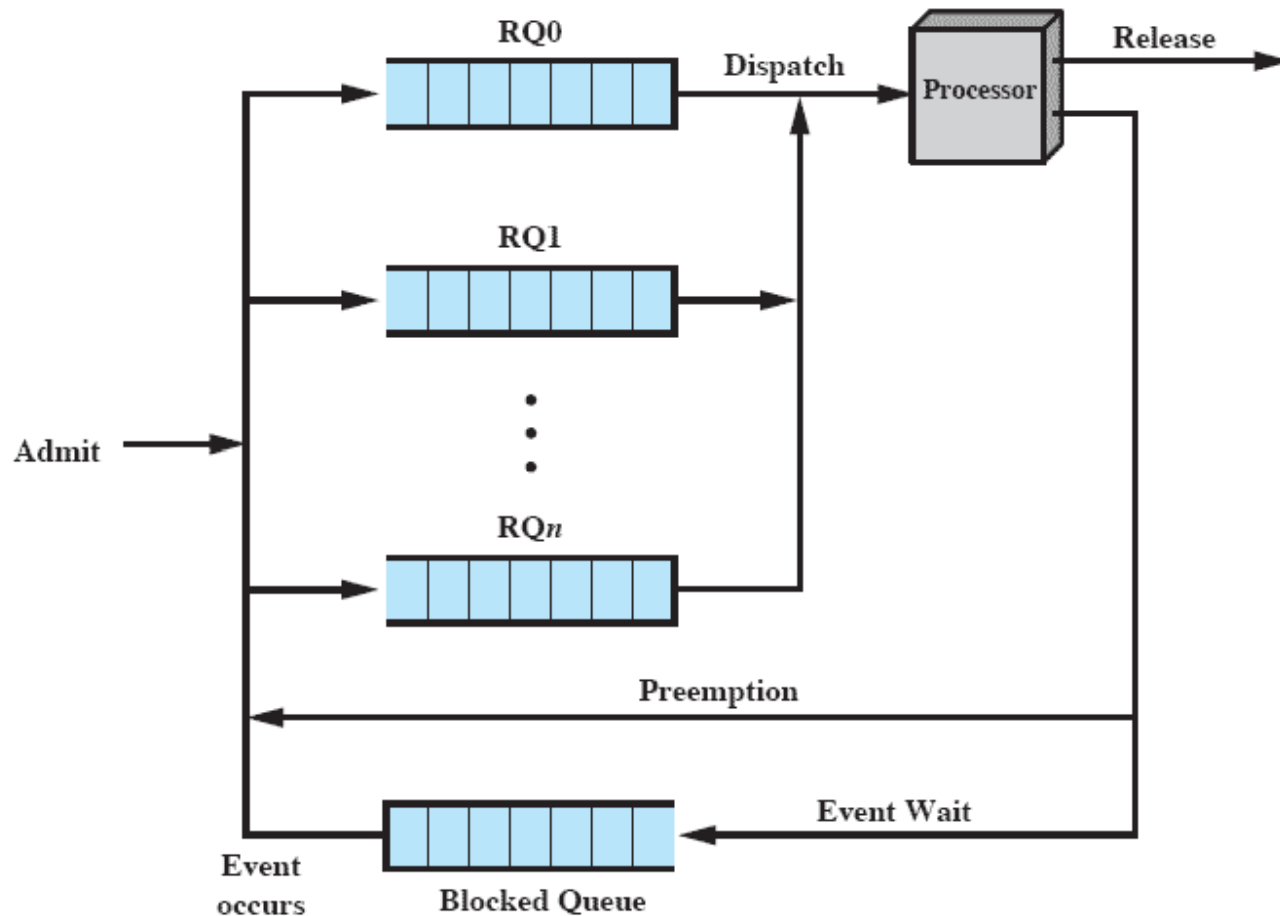 RQ0
Release
Dispatch
Processor
RQ1
Admit
RQn
Preemption
Event Wait
Event
occurs
Blocked Queue